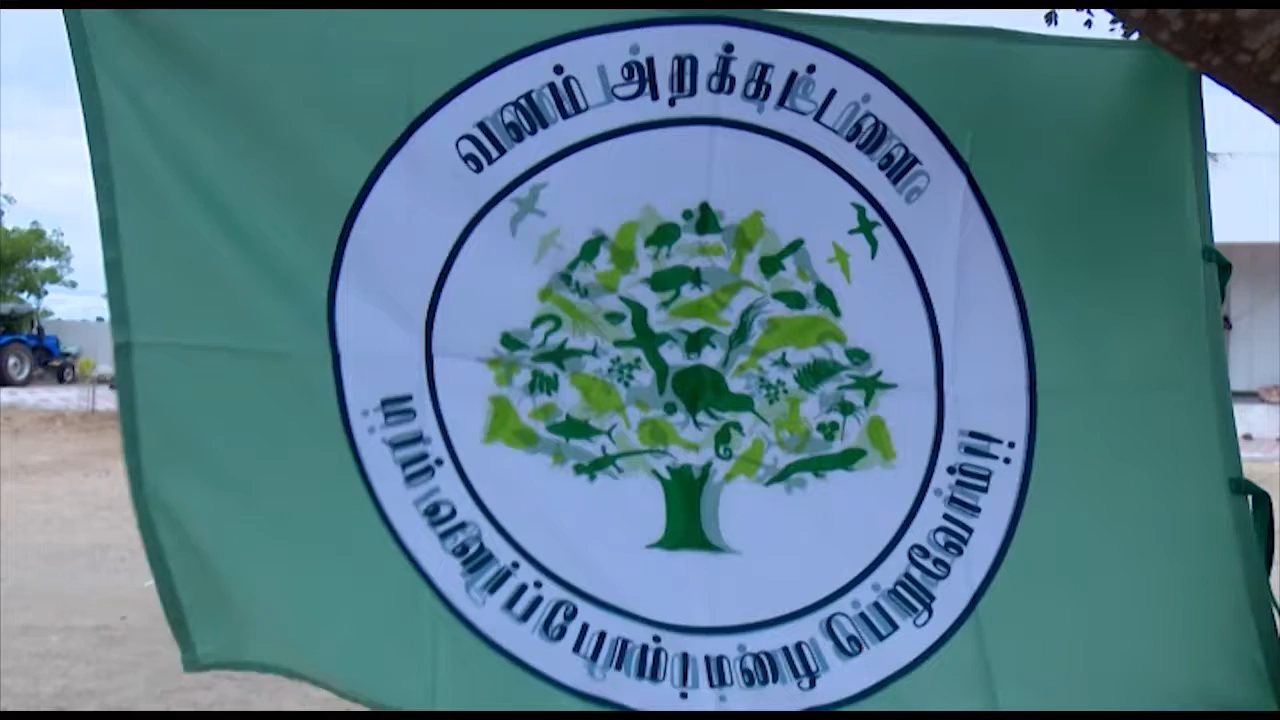 வனம் அறக்கட்டளை
மரம் வளர்ப்போம்! மழை பெறுவோம்!!